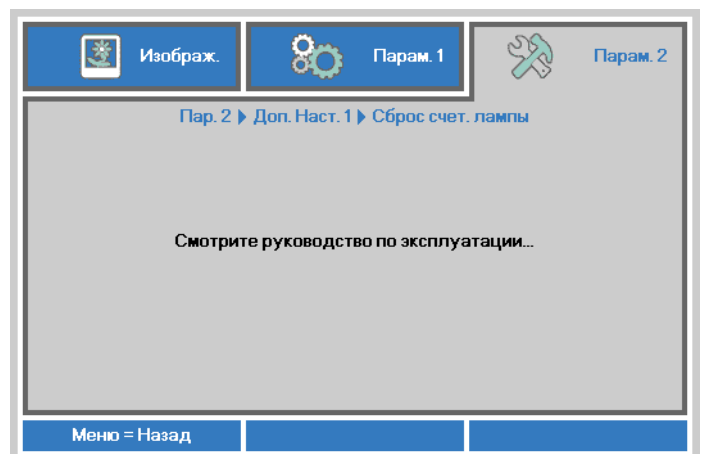 Изображ.
Парам. 1
Парам. 2
Пар. 2 Доп. Наст. 1 Сброс счет. лампы
Смотрите руководство по эксплуатации...
Меню = Назад